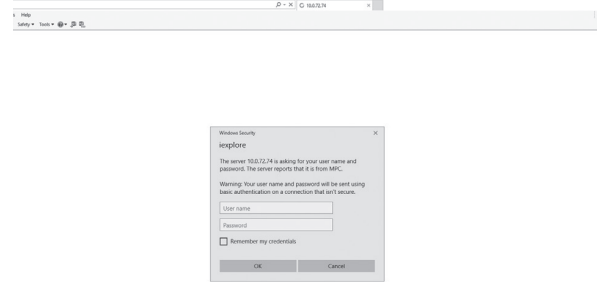 10.0.72.74
Help
Safety Tools
Windows Security
iexplore
The server 10.0.72.74 is asking for your user name and
password. The server reports that it is from MPC.
Warning: Your user name and password will be sent using
basic authentication on a connection that isn't secure.
User name
Password
Remember my credentials
OK Cancel